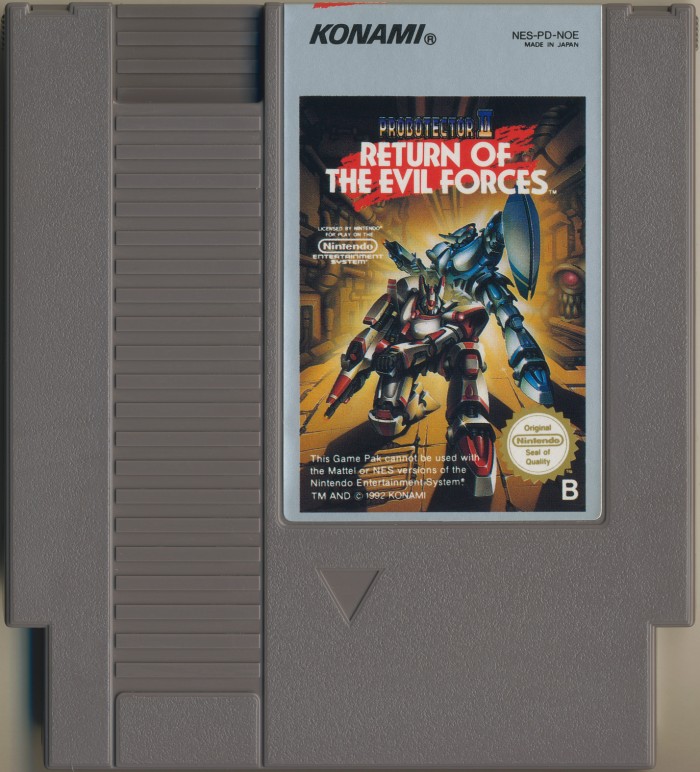 KONAMI®
NES-PD-NOE
MADE IN JAPAN
PROBOTECTOR II
RETURN OF
THE EVIL FORCES™
LICENSED BY NINTENDO®
FOR PLAY ON THE
Nintendo
ENTERTAINMENT
SYSTEM®
Original
Nintendo
Seal of
Quality
TM
This Game Pak cannot be used with
the Mattel or NES versions of the
Nintendo Entertainment System®
TM AND © 1992 KONAMI
B